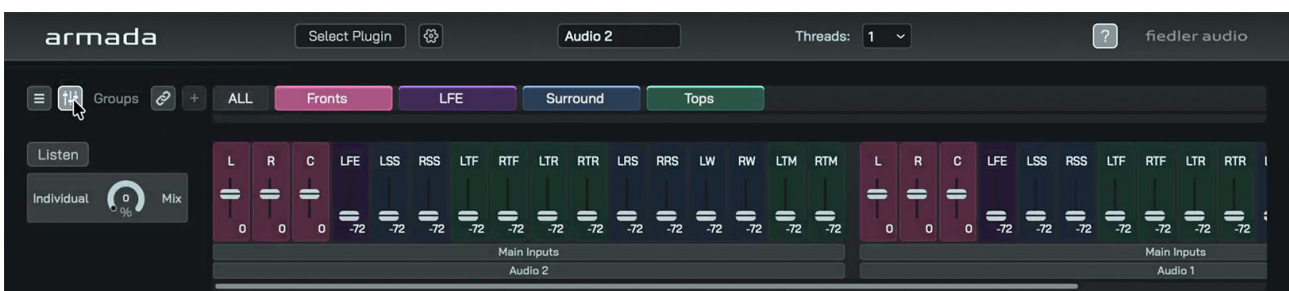 armada Select Plugin Audio 2 Threads: 1 ? fiedler audio
Groups + ALL Fronts LFE Surround Tops
Listen
L R C LFE LSS RSS LTF RTF LTR RTR LRS RRS LW RW LTM RTM L R C LFE LSS RSS LTF RTF LTR RTR
Individual 0 % Mix
0 0 0 -72 -72 -72 -72 -72 -72 -72 -72 -72 -72 -72 -72 -72 0 0 0 -72 -72 -72 -72 -72 -72 -72
Main Inputs Main Inputs
Audio 2 Audio 1